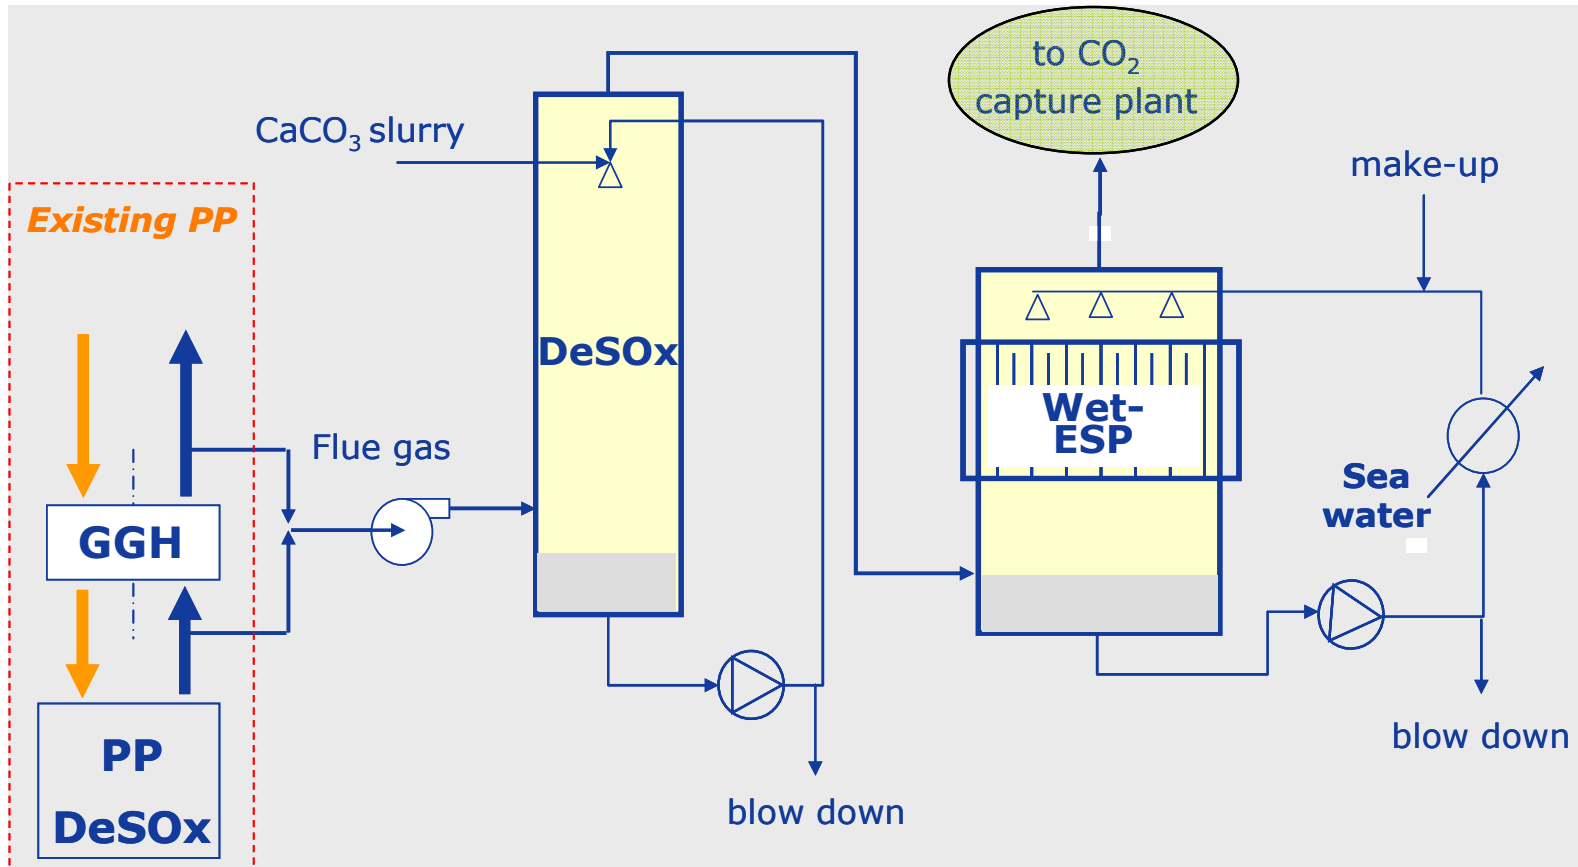 to CO₂
capture plant
CaCO₃ slurry
make-up
Existing PP
DeSOx
Wet-
ESP
Flue gas
Sea
water
GGH
PP
DeSOx
blow down
blow down